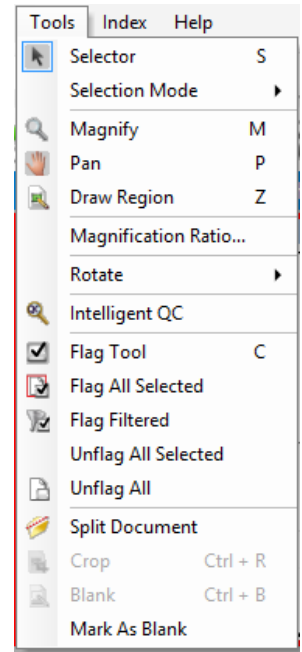 Tools Index Help
Selector S
Selection Mode
Magnify M
Pan P
Draw Region Z
Magnification Ratio...
Rotate
Intelligent QC
Flag Tool C
Flag All Selected
Flag Filtered
Unflag All Selected
Unflag All
Split Document
Crop Ctrl + R
Blank Ctrl + B
Mark As Blank